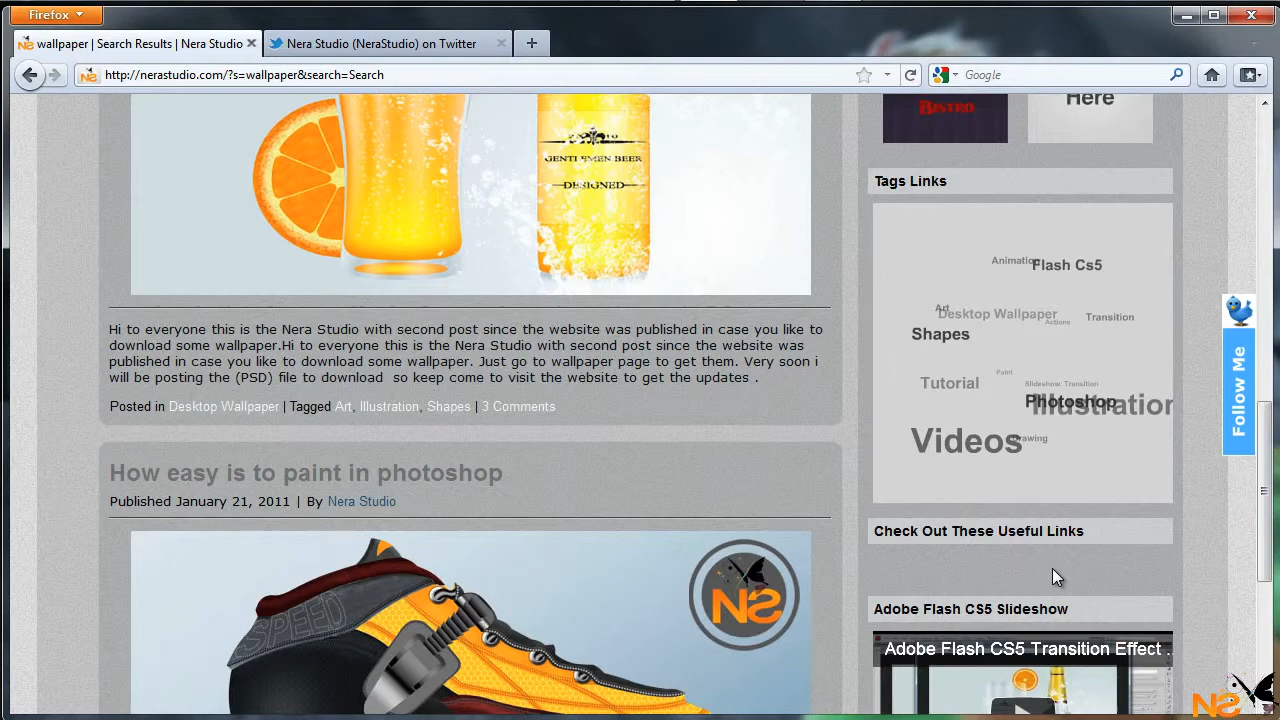 Firefox
wallpaper | Search Results | Nera Studio
Nera Studio (NeraStudio) on Twitter
http://nerastudio.com/?s=wallpaper&search=Search
Google
GENTLEMEN BEER
DESIGNED
Hi to everyone this is the Nera Studio with second post since the website was published in case you like to
download some wallpaper.Hi to everyone this is the Nera Studio with second post since the website was
published in case you like to download some wallpaper. Just go to wallpaper page to get them. Very soon i
will be posting the (PSD) file to download so keep come to visit the website to get the updates .
Posted in Desktop Wallpaper | Tagged Art, Illustration, Shapes | 3 Comments
How easy is to paint in photoshop
Published January 21, 2011 | By Nera Studio
SPEED
NS
BISTRO
Here
Tags Links
Animation
Flash Cs5
Art
Desktop Wallpaper
Actions
Transition
Shapes
Paint
Tutorial
Slideshow. Transition
Photoshop
Illustration
Videos
Drawing
Check Out These Useful Links
Adobe Flash CS5 Slideshow
Adobe Flash CS5 Transition Effect ...
Follow Me
NS